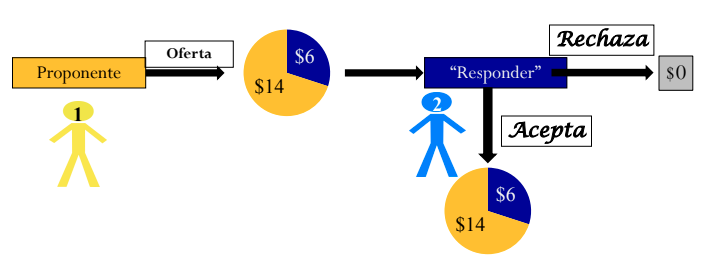 Proponente
Oferta
$6
$14
“Responder”
Rechaza
$0
1
2
Acepta
$6
$14